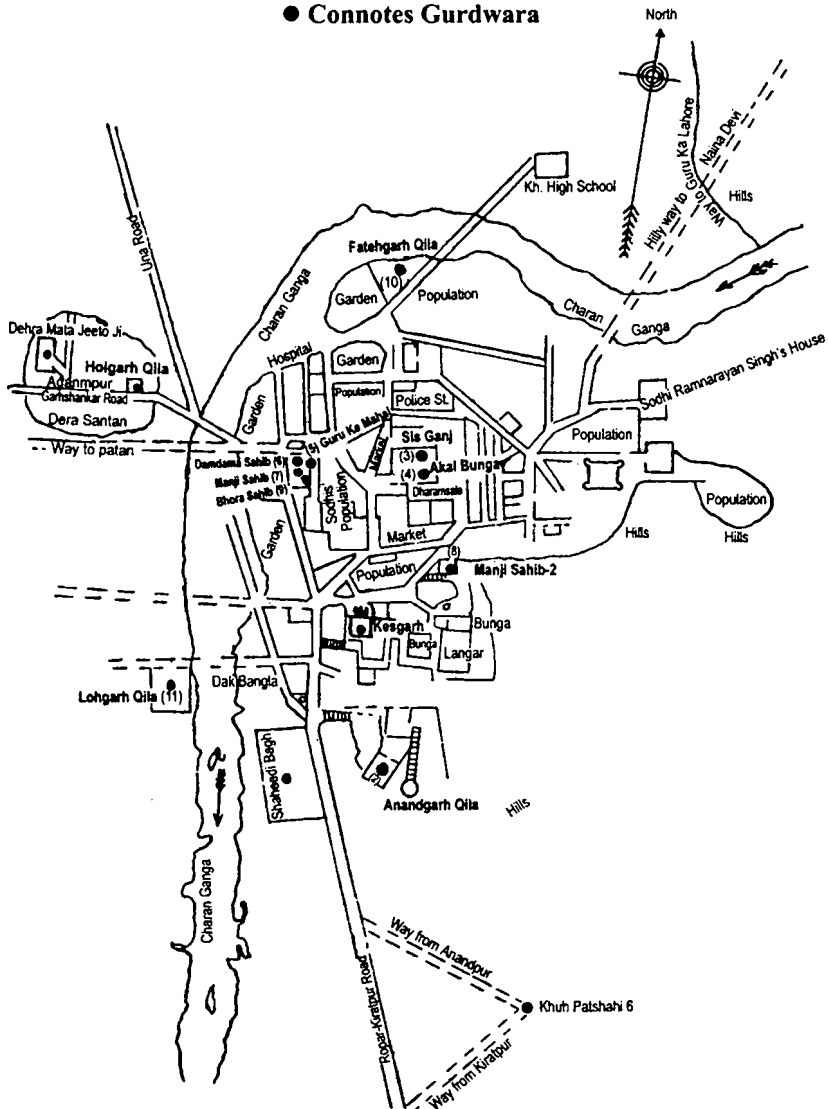 Connotes Gurdwara
North
Kh. High School
Hilly way to Naina Devi
Way to Guru Ka Lahore
Hills
Una Road
Fatehgarh Qila
(10)
Garden
Population
Charan Ganga
Charan
Ganga
Dehra Mata Jeeto Ji
Holgarh Qila
Adanmpur
Garhshankar Road
Dera Santan
Way to patan
Hospital
Garden
Garden
Population
Police St.
Sodhi Ramnarayan Singh's House
Population
(5) Guru Ke Mahal
Market
Sis Ganj
(3)
(4)
Akal Bunga
Damdama Sahib (6)
Manji Sahib (7)
Bhora Sahib (9)
Sodhis
Population
Dharamsala
Population
Hills
Hills
Garden
Market
Population
(8)
Manji Sahib-2
Kesgarh
Bunga
Bunga
Langar
Dak Bangla
Lohgarh Qila (11)
Shaheedi Bagh
(2)
Anandgarh Qila
Hills
Charan Ganga
Way from Anandpur
Khuh Patshahi 6
Ropar-Kiratpur Road
Way from Kiratpur